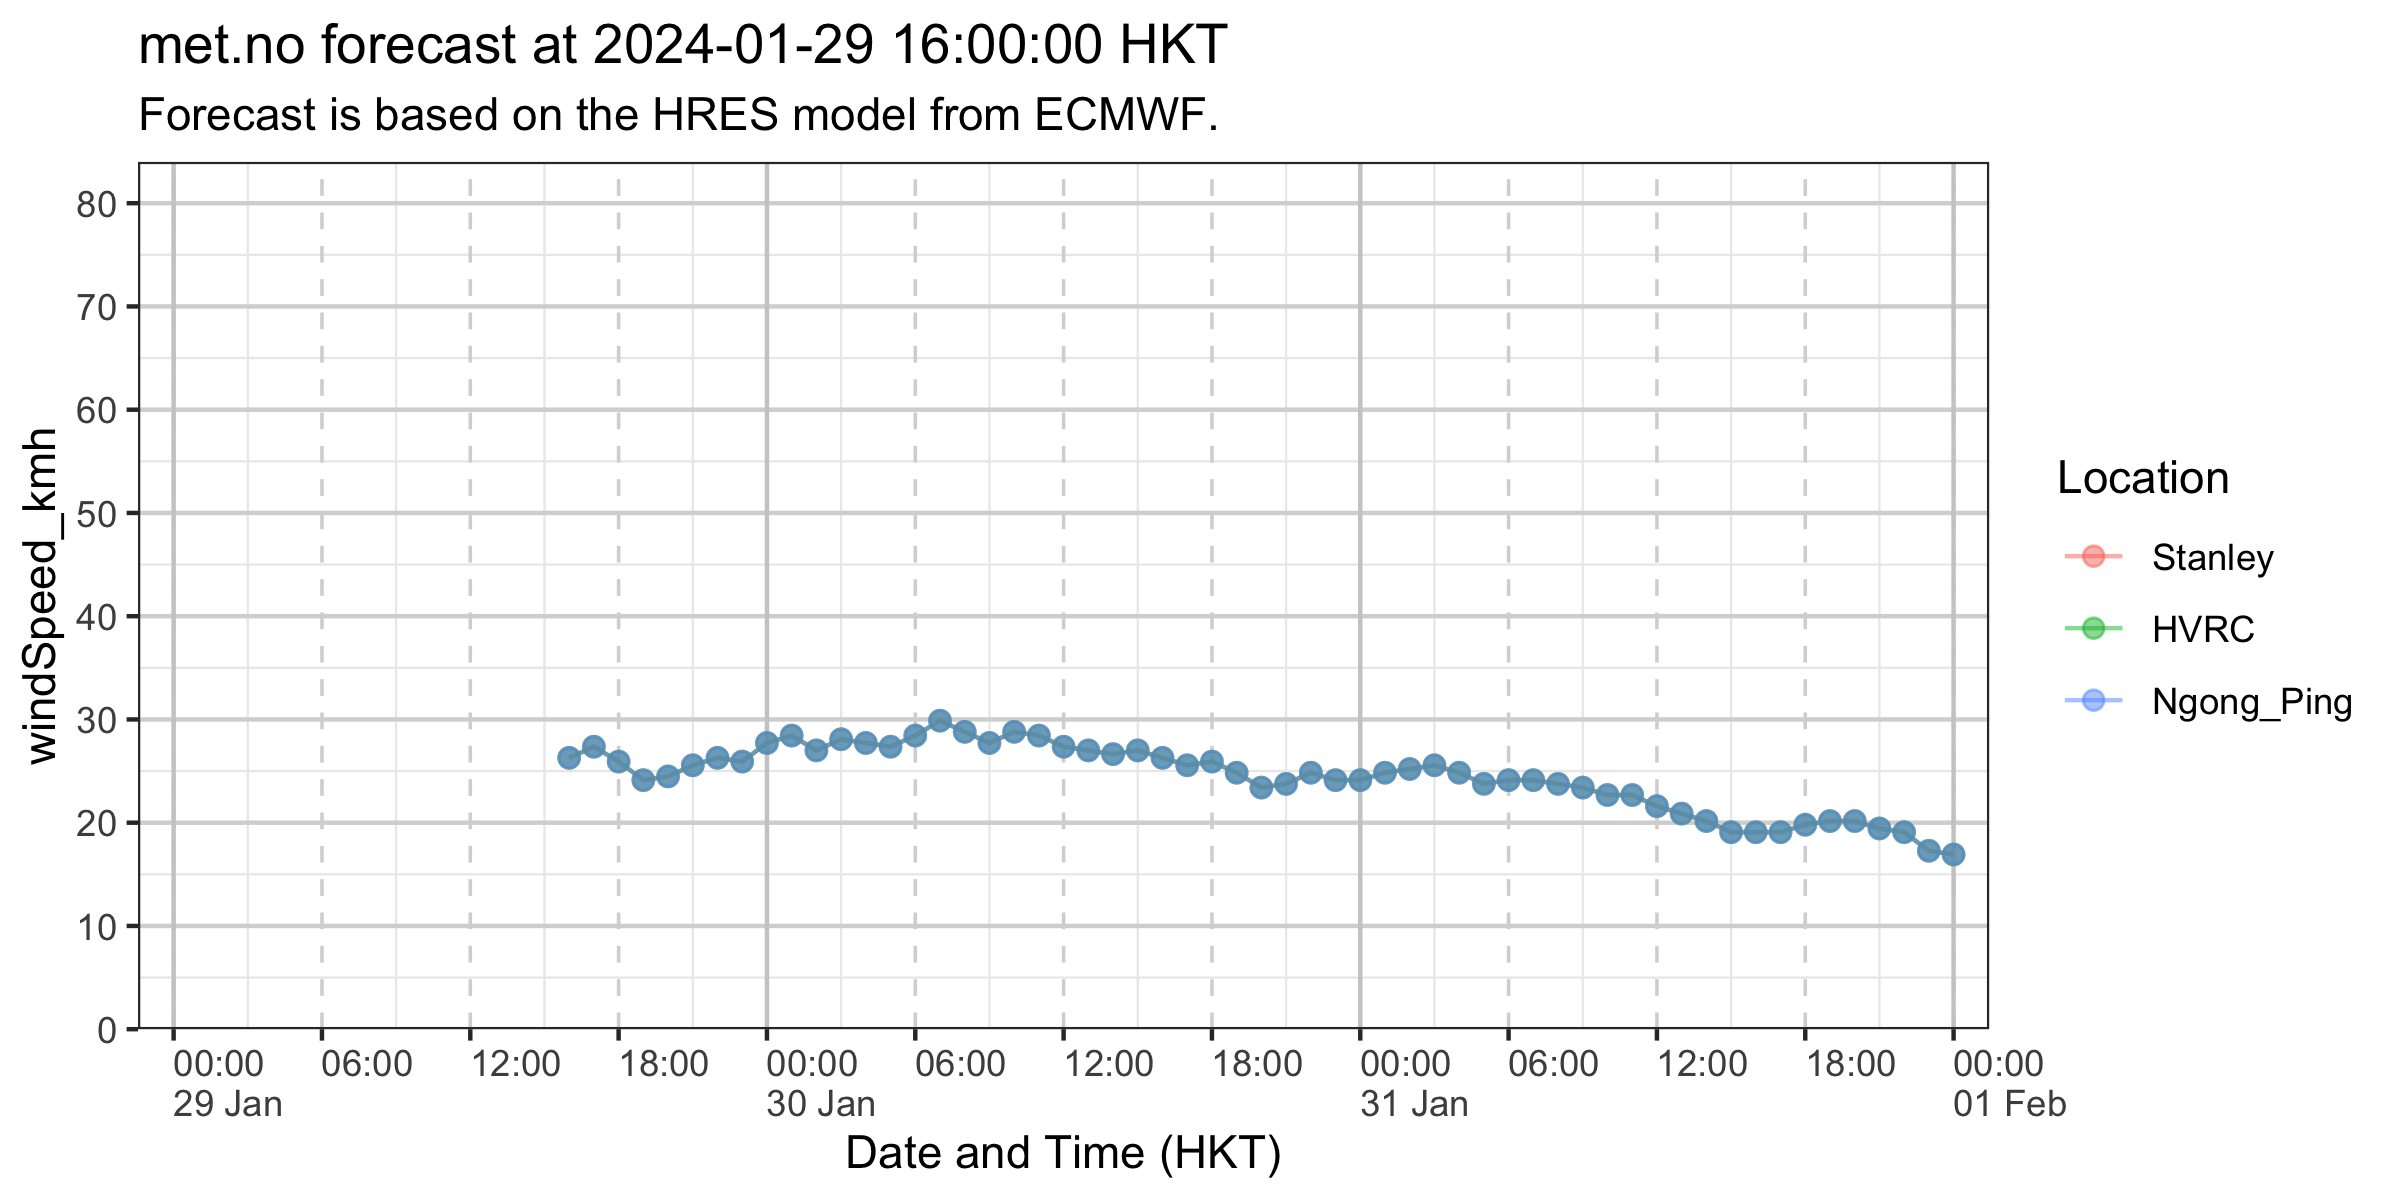 met.no forecast at 2024-01-29 16:00:00 HKT
Forecast is based on the HRES model from ECMWF.
windSpeed_kmh
80
70
60
50
40
30
20
10
0
00:00 06:00 12:00 18:00 00:00 06:00 12:00 18:00 00:00 06:00 12:00 18:00 00:00
29 Jan 30 Jan 31 Jan 01 Feb
Date and Time (HKT)
Location
Stanley
HVRC
Ngong_Ping